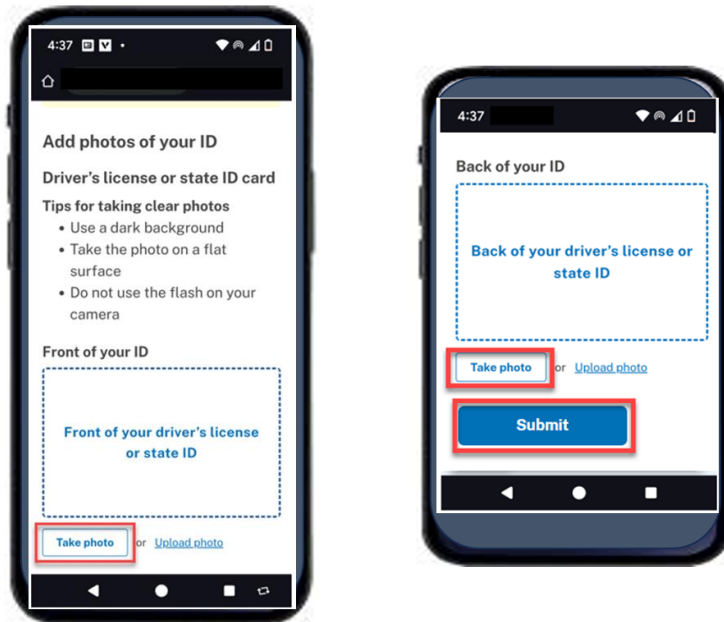 4:37
Add photos of your ID
Driver's license or state ID card
Tips for taking clear photos
• Use a dark background
• Take the photo on a flat
surface
• Do not use the flash on your
camera
Front of your ID
Front of your driver's license
or state ID
Take photo or Upload photo
4:37
Back of your ID
Back of your driver's license or
state ID
Take photo or Upload photo
Submit